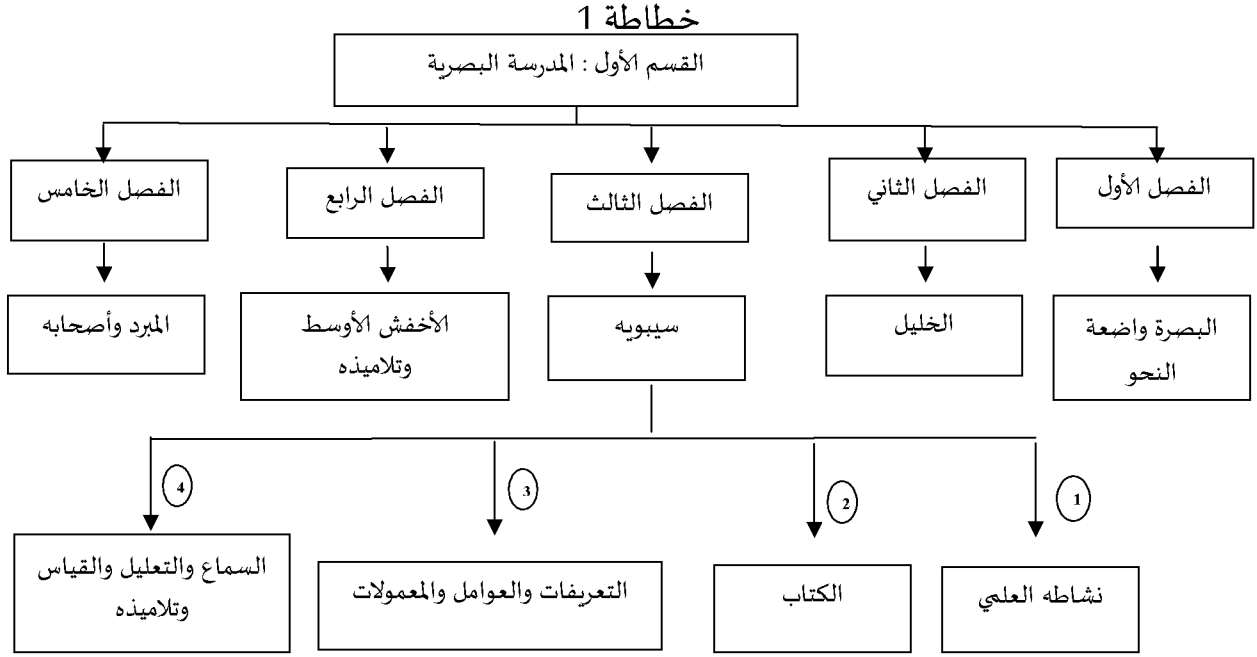 خطاطة 1
القسم الأول : المدرسة البصرية
الفصل الأول
الفصل الثاني
الفصل الثالث
الفصل الرابع
الفصل الخامس
البصرة واضعة
النحو
الخليل
سيبويه
الأخفش الأوسط
وتلاميذه
المبرد وأصحابه
1
2
3
4
نشاطه العلمي
الكتاب
التعريفات والعوامل والمعمولات
السماع والتعليل والقياس
وتلاميذه